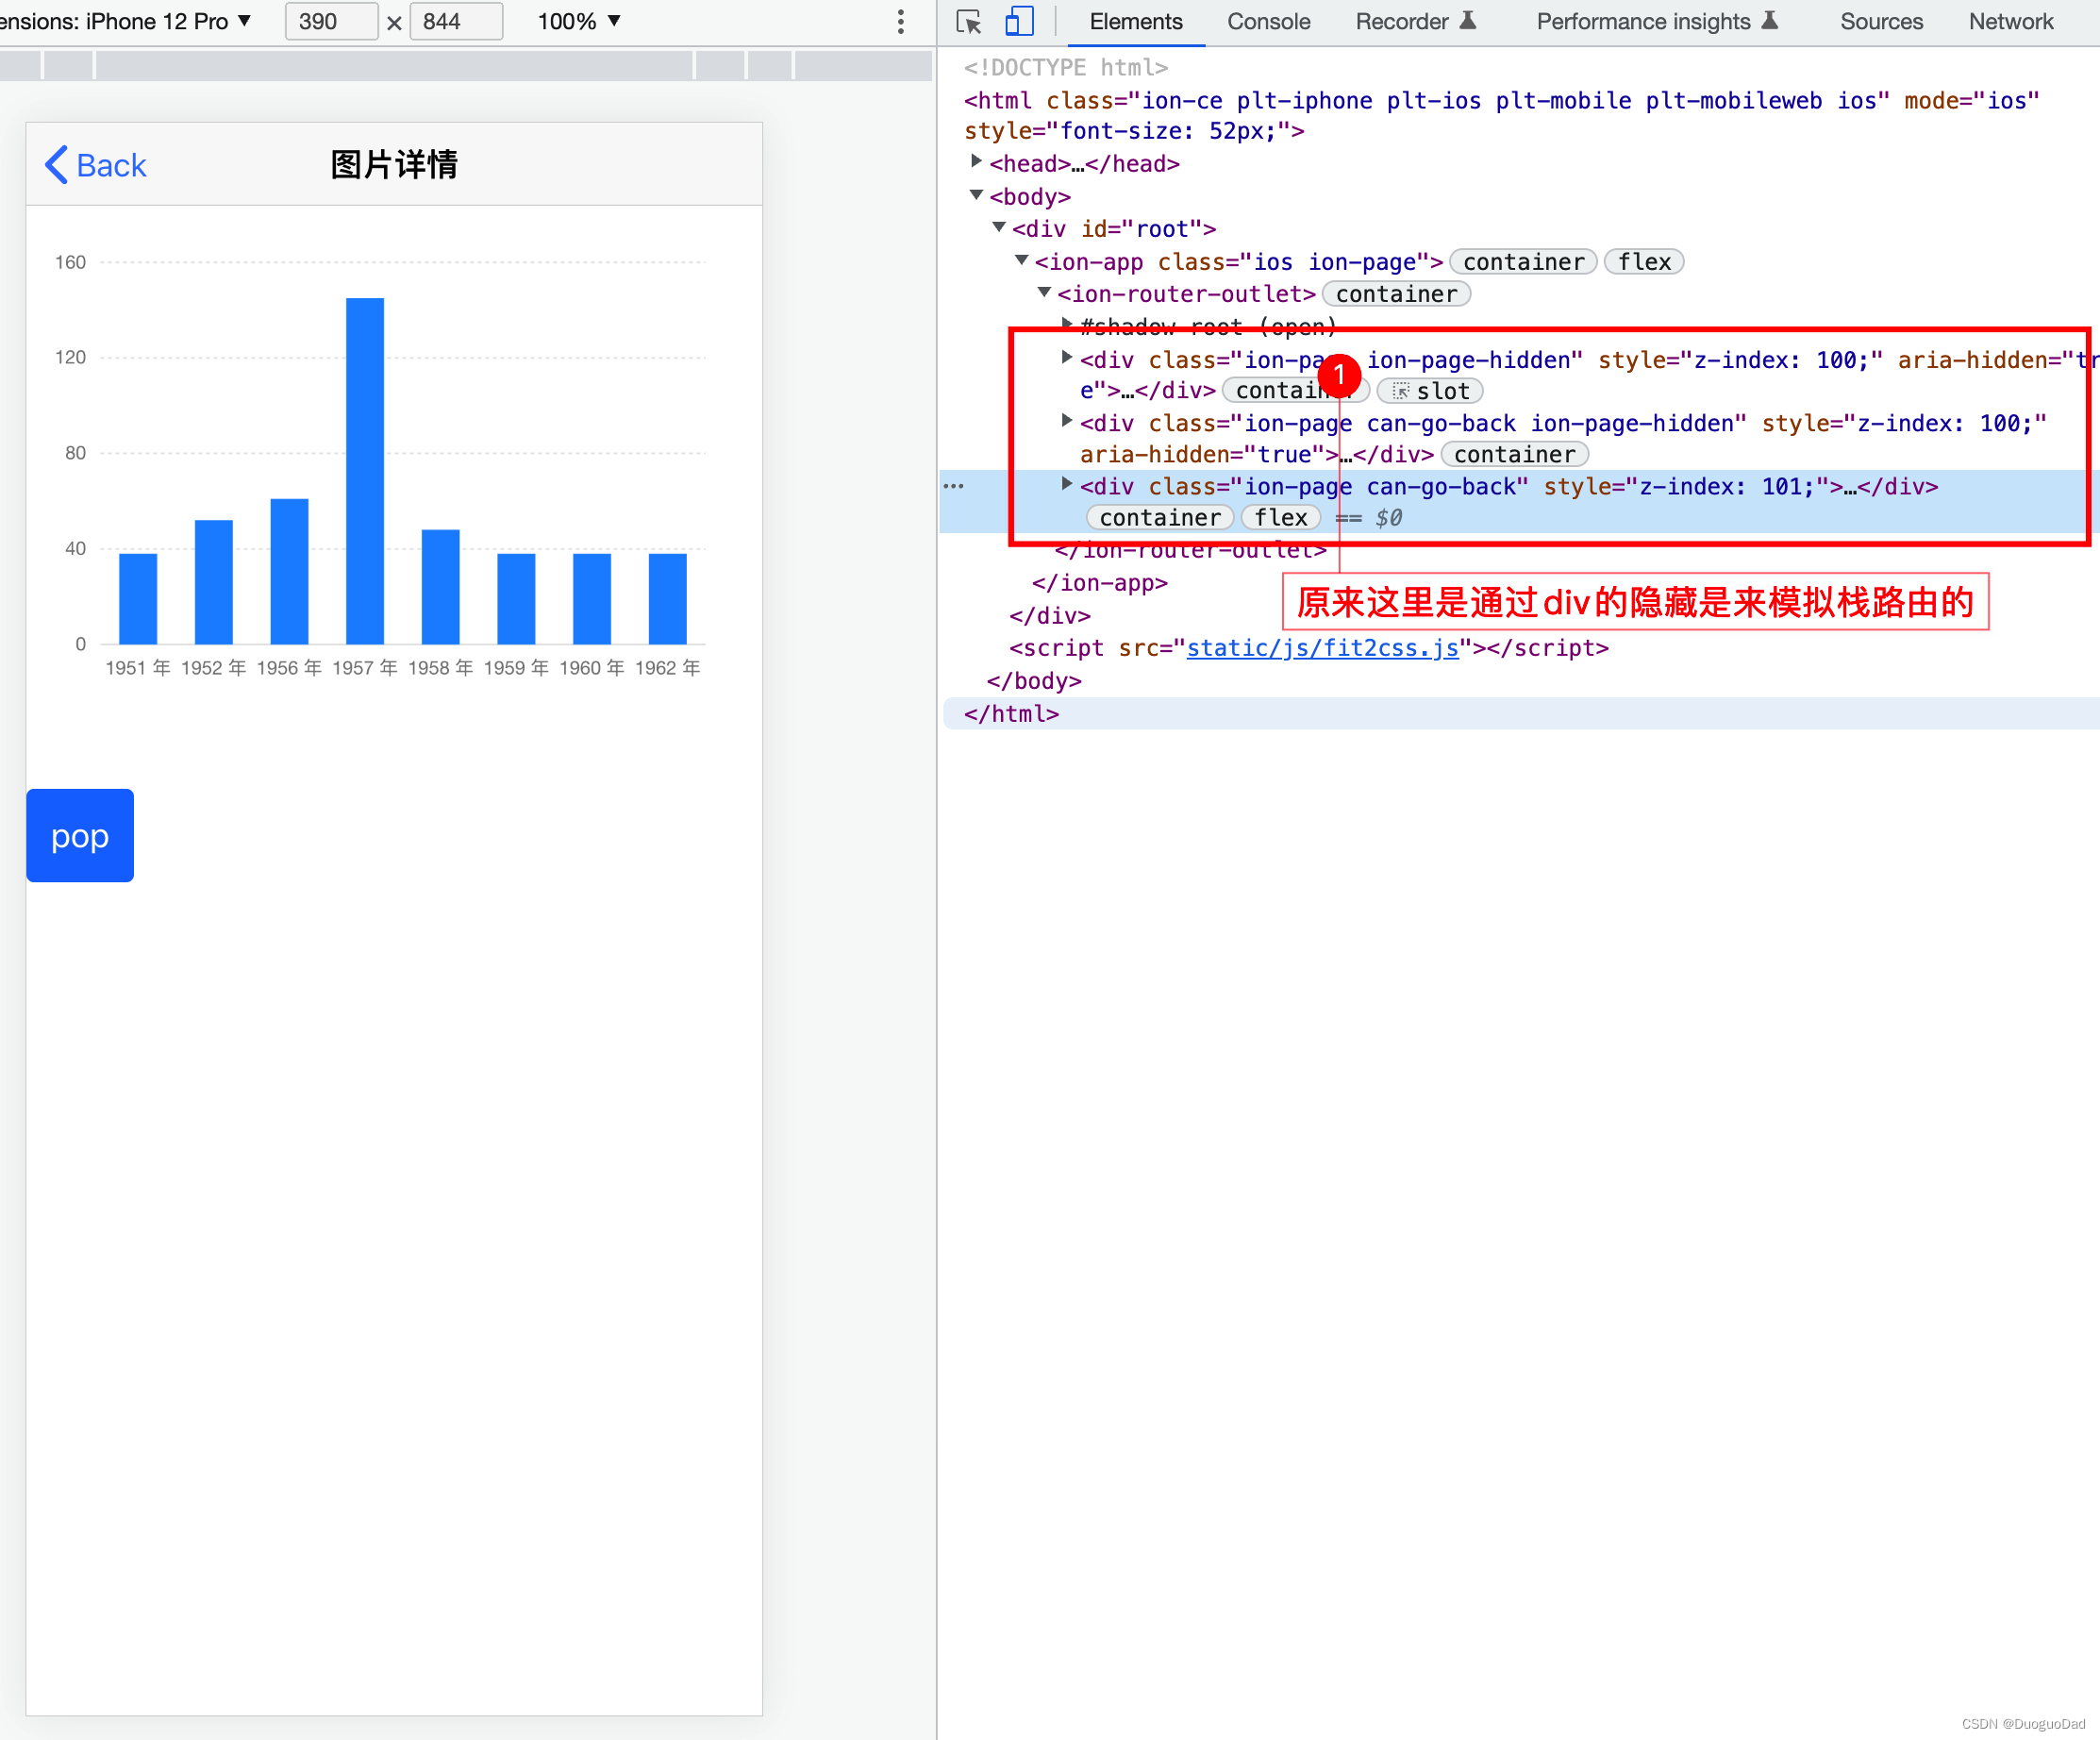 ensions: iPhone 12 Pro ▼ 390 × 844 100% ▼
Elements Console Recorder Performance insights Sources Network
Back 图片详情
160
120
80
40
0
1951 年 1952 年 1956 年 1957 年 1958 年 1959 年 1960 年 1962 年
pop
<!DOCTYPE html>
<html class="ion-ce plt-iphone plt-ios plt-mobile plt-mobileweb ios" mode="ios"
style="font-size: 52px;">
<head>…</head>
<body>
<div id="root">
<ion-app class="ios ion-page"> container flex
<ion-router-outlet> container
#shadow-root (open)
<div class="ion-page ion-page-hidden" style="z-index: 100;" aria-hidden="tr
e">…</div> container slot
<div class="ion-page can-go-back ion-page-hidden" style="z-index: 100;"
aria-hidden="true">…</div> container
<div class="ion-page can-go-back" style="z-index: 101;">…</div>
container flex == $0
</ion-router-outlet>
</ion-app>
</div>
<script src="static/js/fit2css.js"></script>
</body>
</html>
1
原来这里是通过div的隐藏是来模拟栈路由的
CSDN @DuoguoDad